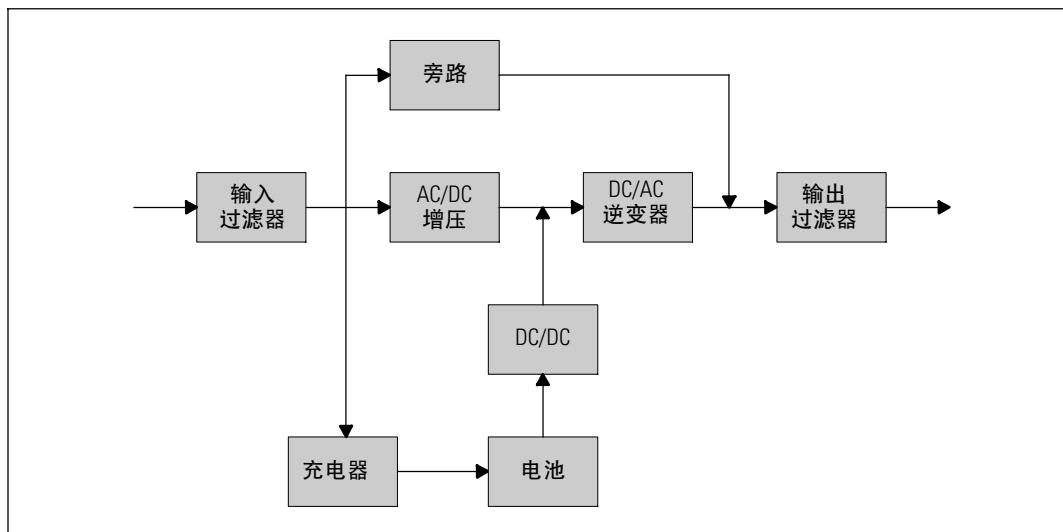 旁路
输入
过滤器
AC/DC
增压
DC/AC
逆变器
输出
过滤器
DC/DC
充电器
电池